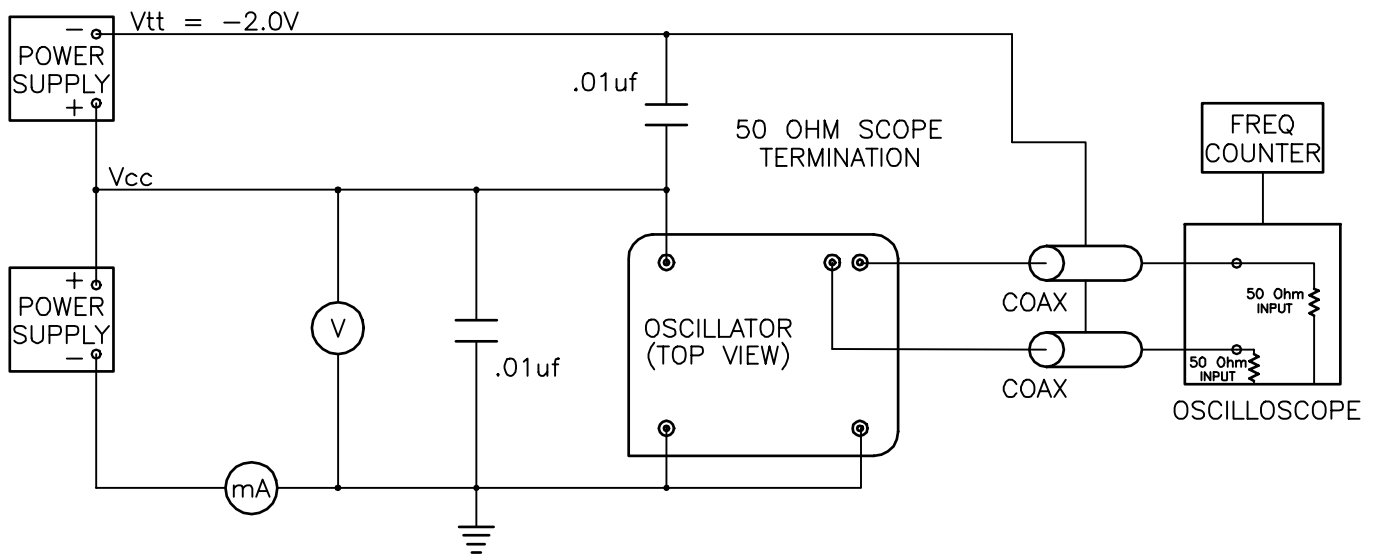 Vtt = -2.0V
-
POWER
SUPPLY
+
.01uf
50 OHM SCOPE
TERMINATION
FREQ
COUNTER
Vcc
+
POWER
SUPPLY
-
V
.01uf
OSCILLATOR
(TOP VIEW)
COAX
COAX
50 Ohm
INPUT
50 Ohm
INPUT
OSCILLOSCOPE
mA